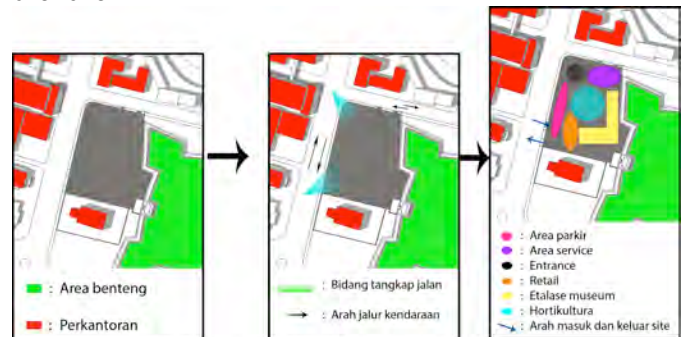 : Area benteng
: Perkantoran
: Bidang tangkap jalan
: Arah jalur kendaraan
: Area parkir
: Area service
: Entrance
: Retail
: Etalase museum
: Hortikultura
: Arah masuk dan keluar site